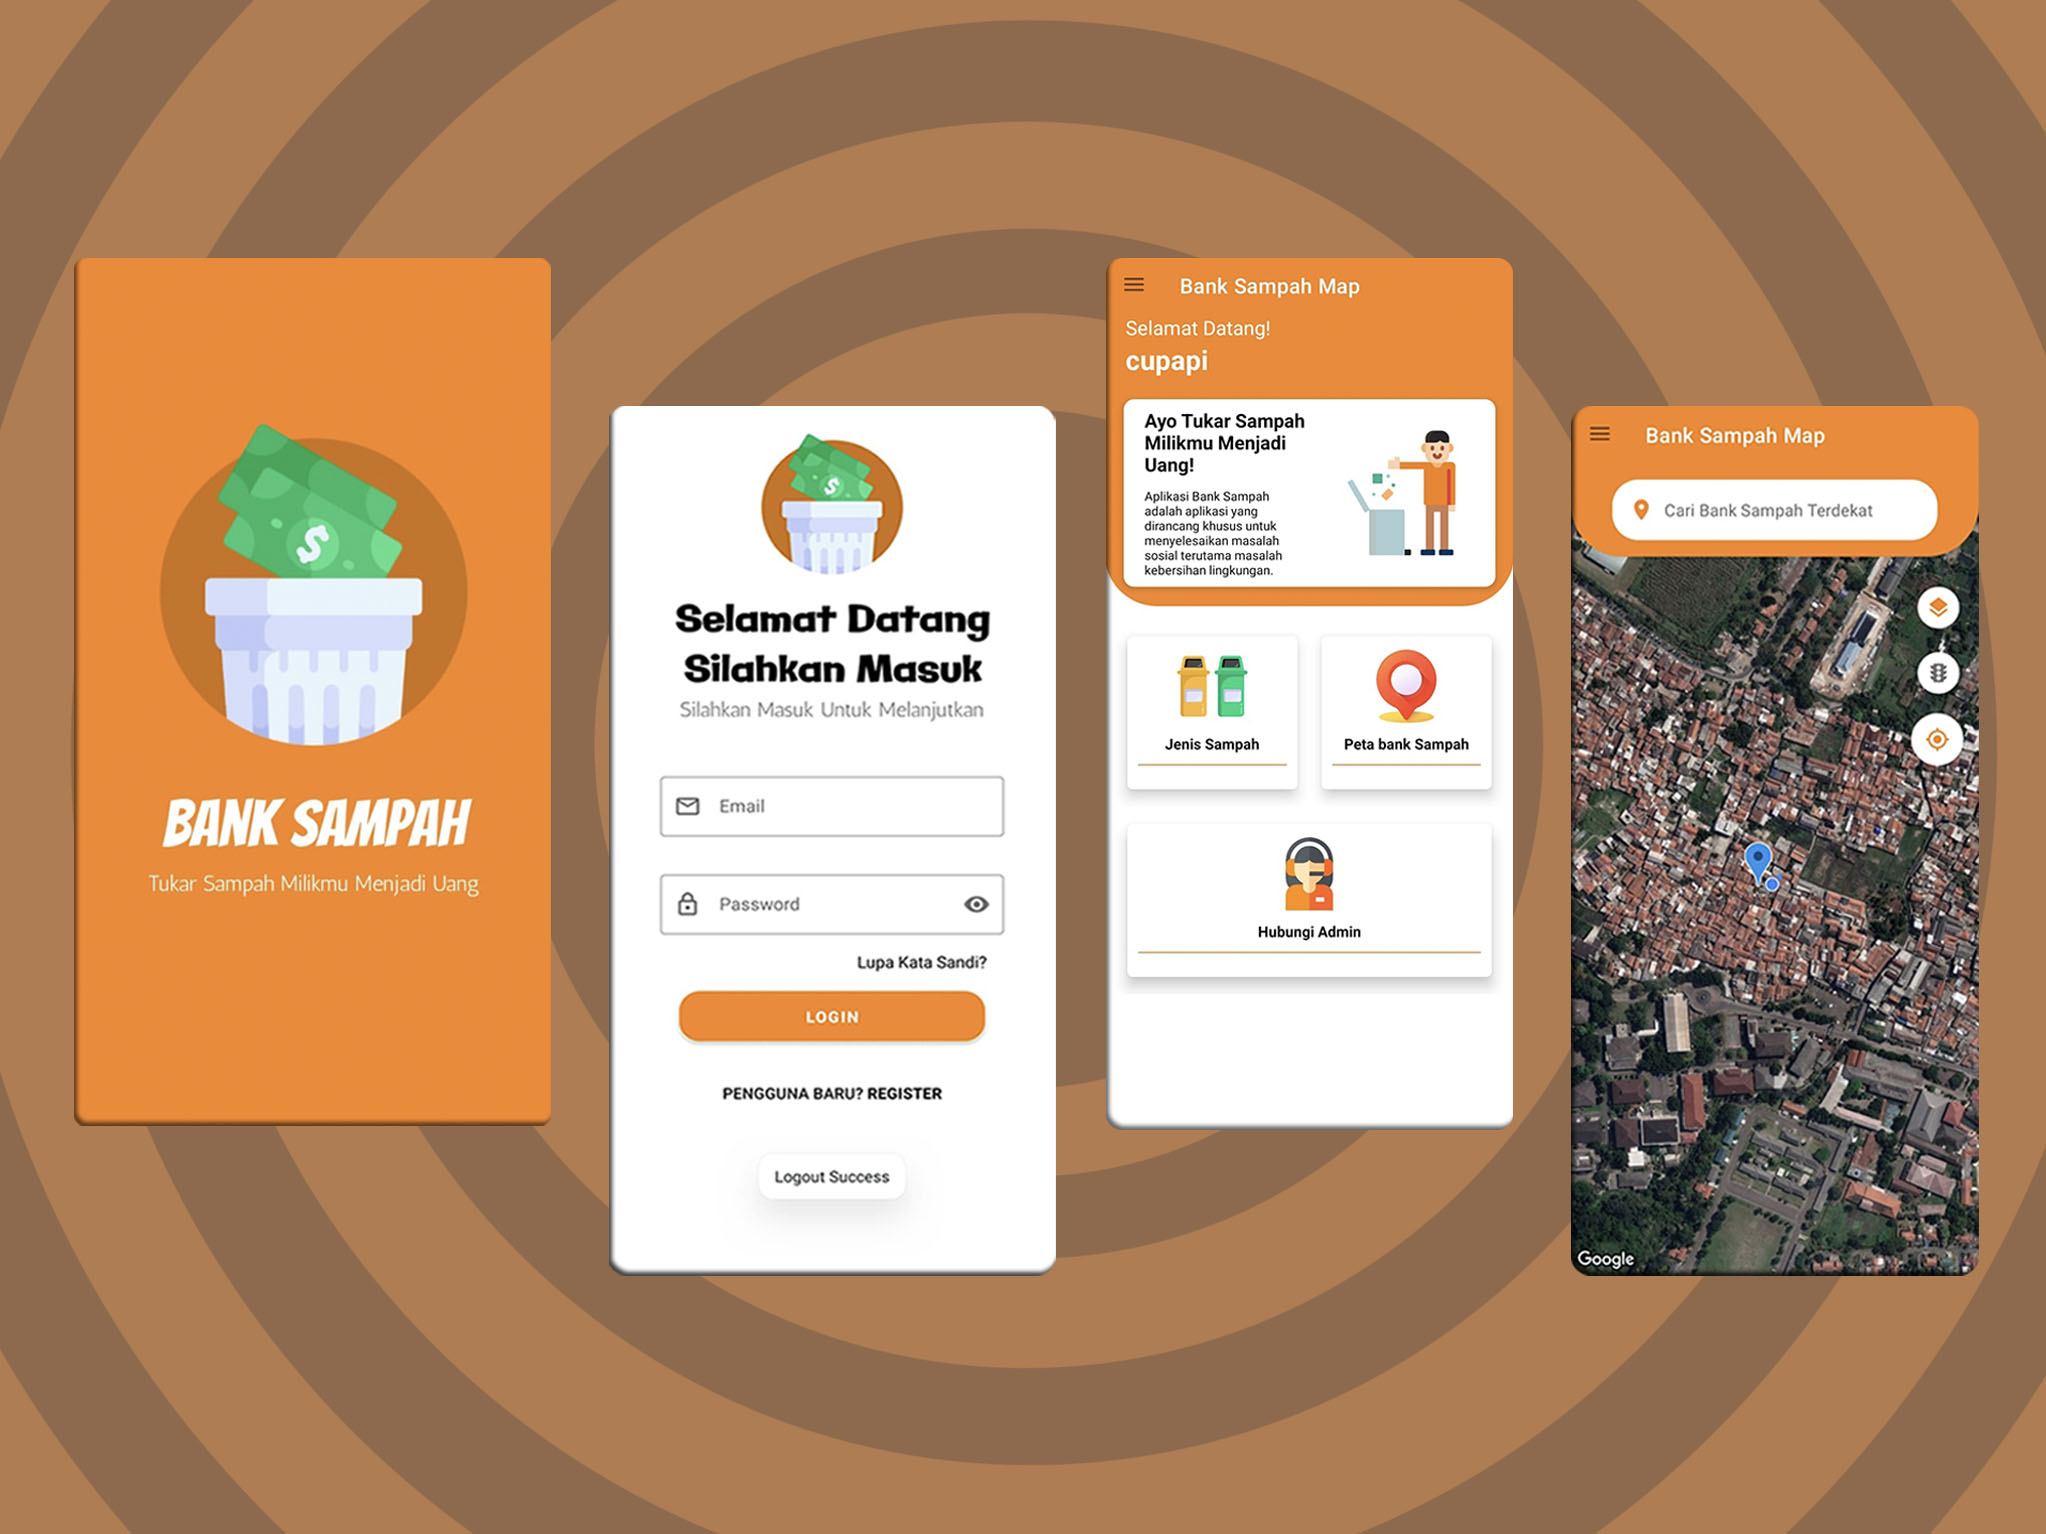 BANK SAMPAH
Tukar Sampah Milikmu Menjadi Uang
Selamat Datang
Silahkan Masuk
Silahkan Masuk Untuk Melanjutkan
Email
Password
Lupa Kata Sandi?
LOGIN
PENGGUNA BARU? REGISTER
Logout Success
Bank Sampah Map
Selamat Datang!
cupapi
Ayo Tukar Sampah
Milikmu Menjadi
Uang!
Aplikasi Bank Sampah
adalah aplikasi yang
dirancang khusus untuk
menyelesaikan masalah
sosial terutama masalah
kebersihan lingkungan.
Jenis Sampah
Peta bank Sampah
Hubungi Admin
Bank Sampah Map
Cari Bank Sampah Terdekat
Google